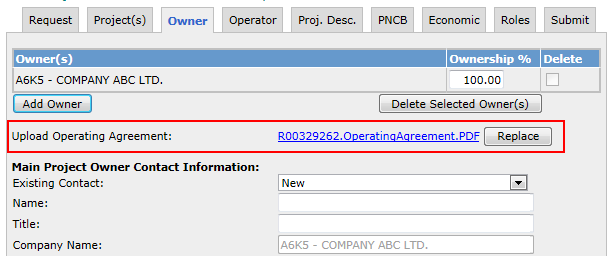 Request Project(s) Owner Operator Proj. Desc. PNCB Economic Roles Submit
Owner(s) Ownership % Delete
A6K5 - COMPANY ABC LTD. 100.00
Add Owner Delete Selected Owner(s)
Upload Operating Agreement: R00329262.OperatingAgreement.PDF Replace
Main Project Owner Contact Information:
Existing Contact: New
Name:
Title:
Company Name: A6K5 - COMPANY ABC LTD.